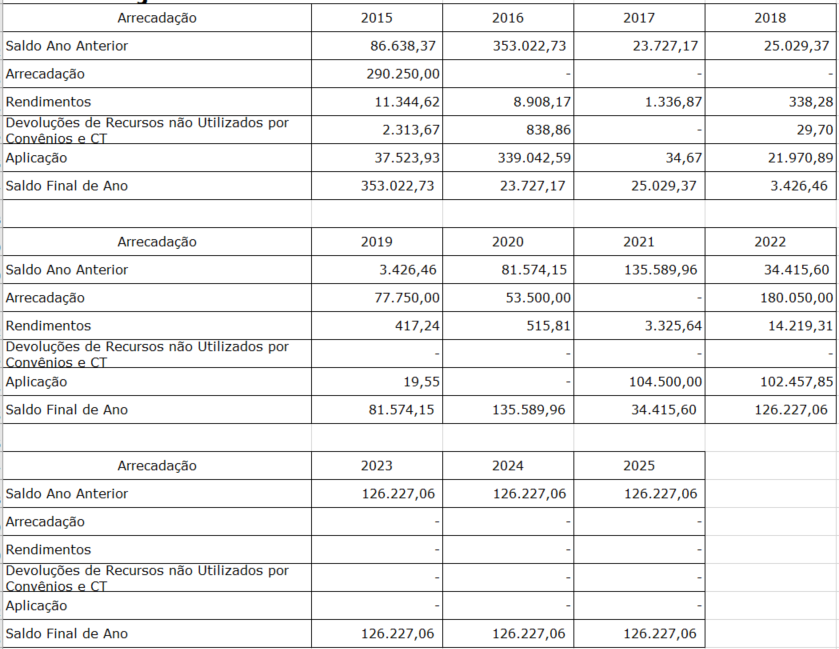 Arrecadação 2015 2016 2017 2018
Saldo Ano Anterior 86.638,37 353.022,73 23.727,17 25.029,37
Arrecadação 290.250,00 - - -
Rendimentos 11.344,62 8.908,17 1.336,87 338,28
Devoluções de Recursos não Utilizados por
Convênios e CT 2.313,67 838,86 - 29,70
Aplicação 37.523,93 339.042,59 34,67 21.970,89
Saldo Final de Ano 353.022,73 23.727,17 25.029,37 3.426,46
Arrecadação 2019 2020 2021 2022
Saldo Ano Anterior 3.426,46 81.574,15 135.589,96 34.415,60
Arrecadação 77.750,00 53.500,00 - 180.050,00
Rendimentos 417,24 515,81 3.325,64 14.219,31
Devoluções de Recursos não Utilizados por
Convênios e CT - - - -
Aplicação 19,55 - 104.500,00 102.457,85
Saldo Final de Ano 81.574,15 135.589,96 34.415,60 126.227,06
Arrecadação 2023 2024 2025
Saldo Ano Anterior 126.227,06 126.227,06 126.227,06
Arrecadação - - -
Rendimentos - - -
Devoluções de Recursos não Utilizados por
Convênios e CT - - -
Aplicação - - -
Saldo Final de Ano 126.227,06 126.227,06 126.227,06